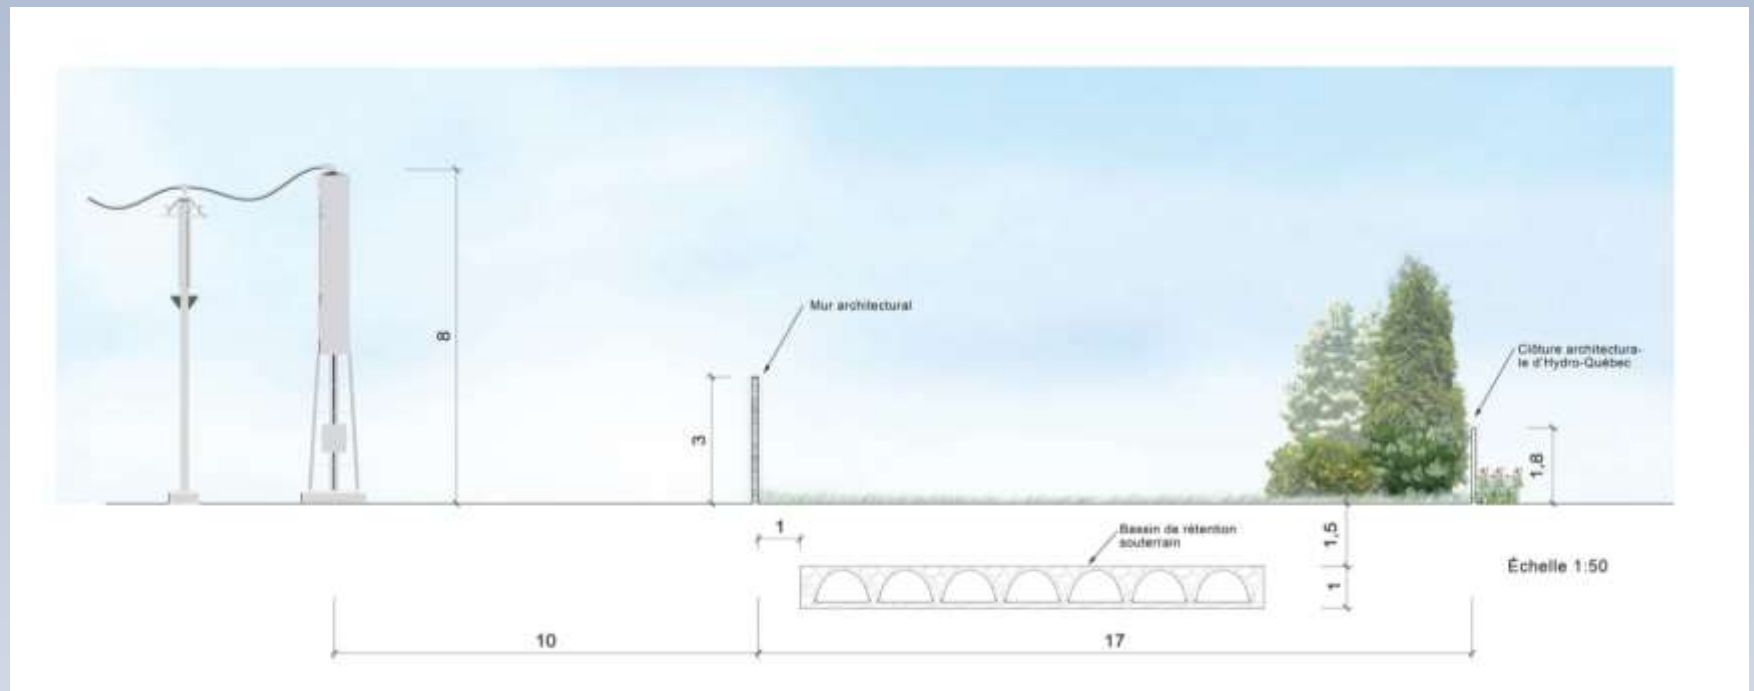 8
Mur architectural
3
Clôture architectura-
le d'Hydro-Québec
1,8
1
Bassin de rétention
souterrain
1,5
1
Échelle 1:50
10
17